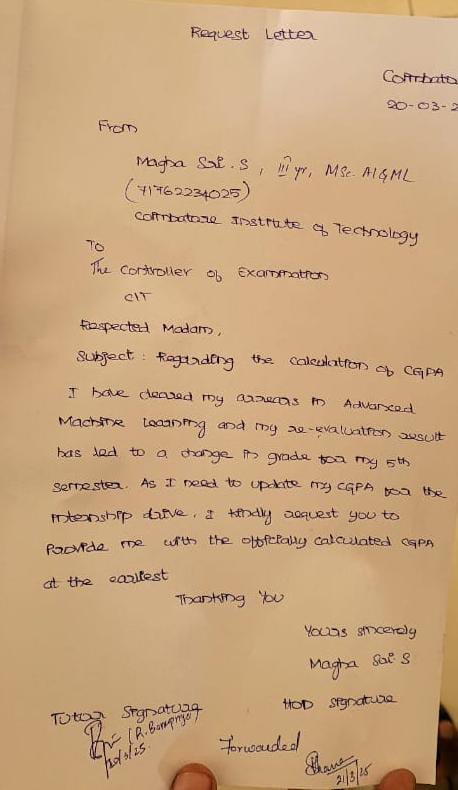 Request Letter
Coimbato
20-03-2
From
Magha Sai. S, III yr, MSc. AI&ML
(71762234025)
Coimbatore Institute of Technology
To
The Controller of Examination
CIT
Respected Madam,
Subject : Regarding the calculation of CGPA
I have cleared my arrears in Advanced
Machine Learning and my re-evaluation result
has led to a change in grade for my 5th
semester. As I need to update my CGPA for the
internship drive, I kindly request you to
Provide me with the officially calculated CGPA
at the earliest
Thanking You
Yours sincerely
Magha Sai. S
Tutor Signature
HOD Signature
20/3/25.
Forwarded
21/3/25